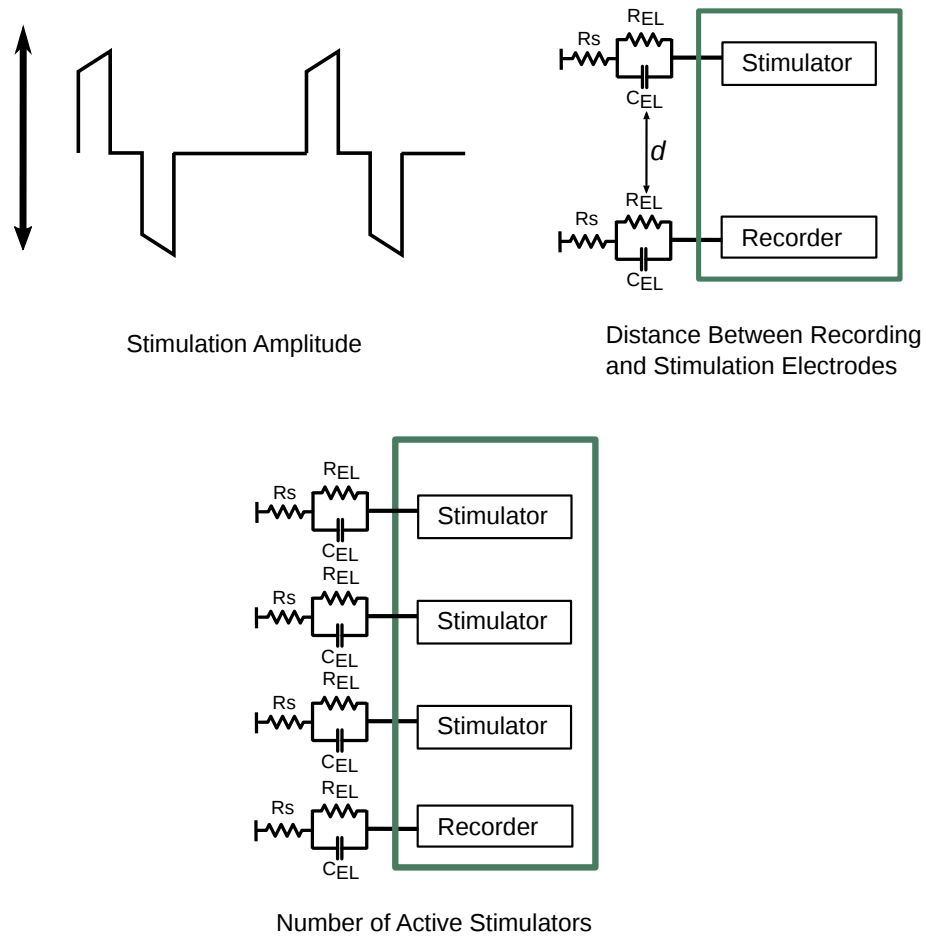 REL
Rs
Stimulator
CEL
d
REL
Rs
Recorder
CEL
Stimulation Amplitude
Distance Between Recording
and Stimulation Electrodes
REL
Rs
Stimulator
CEL
REL
Rs
Stimulator
CEL
REL
Rs
Stimulator
CEL
REL
Rs
Recorder
CEL
Number of Active Stimulators